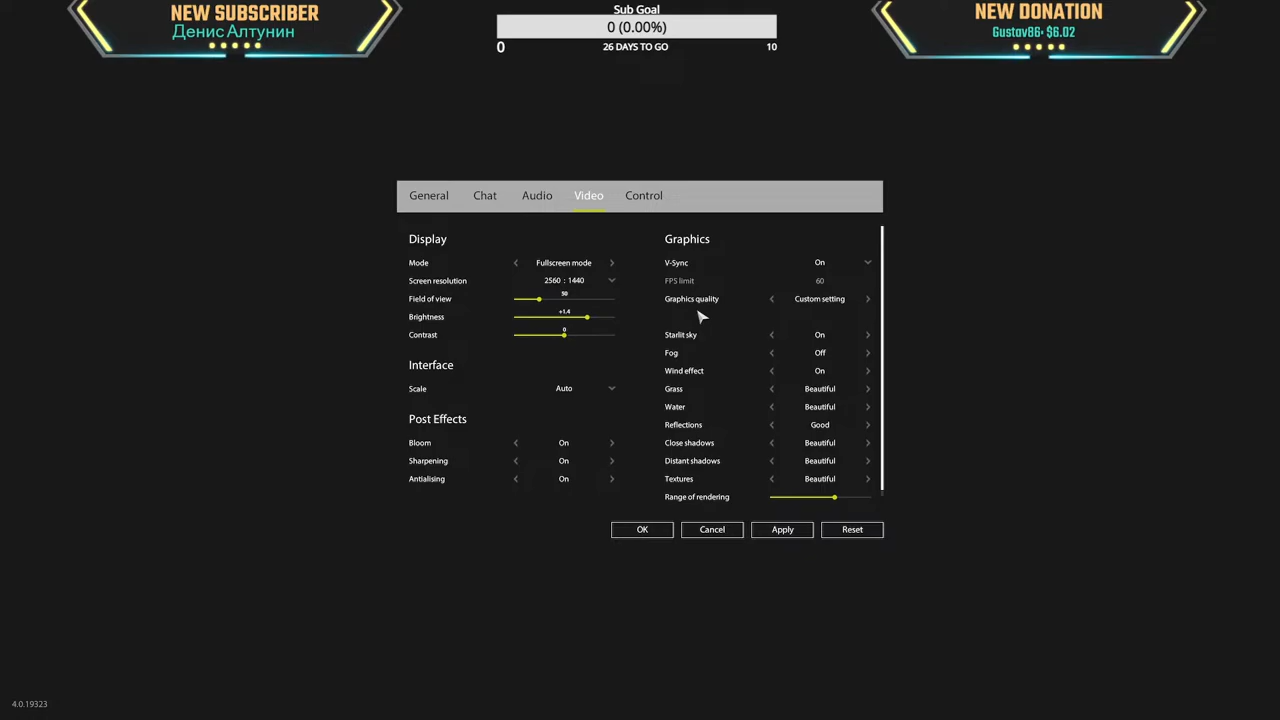 NEW SUBSCRIBER
Денис Алтунин
Sub Goal
0 (0.00%)
0 26 DAYS TO GO 10
NEW DONATION
Gustav86• $6.02
General Chat Audio Video Control
Display
Mode Fullscreen mode
Screen resolution 2560 : 1440
Field of view 50
Brightness +1.4
Contrast 0
Interface
Scale Auto
Post Effects
Bloom On
Sharpening On
Antialising On
Graphics
V-Sync On
FPS limit 60
Graphics quality Custom setting
Starlit sky On
Fog Off
Wind effect On
Grass Beautiful
Water Beautiful
Reflections Good
Close shadows Beautiful
Distant shadows Beautiful
Textures Beautiful
Range of rendering
OK Cancel Apply Reset
4.0.19323